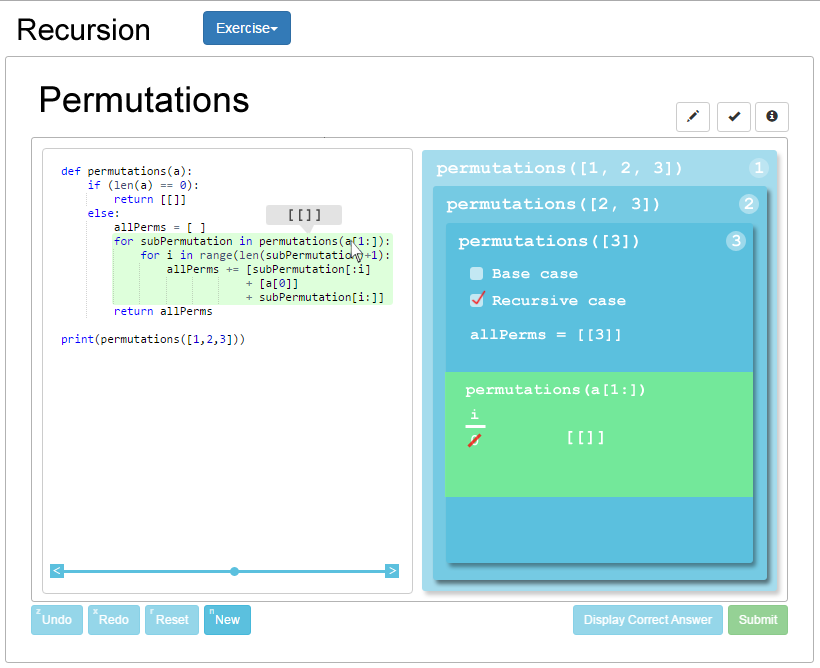 Recursion
Exercise
Permutations
def permutations(a):
if (len(a) == 0):
return [[]]
else:
allPerms = [ ]
for subPermutation in permutations(a[1:]):
for i in range(len(subPermutation)+1):
allPerms += [subPermutation[:i]
+ [a[0]]
+ subPermutation[i:]]
return allPerms
print(permutations([1,2,3]))
[[]]
< >
permutations([1, 2, 3]) 1
permutations([2, 3]) 2
permutations([3]) 3
Base case
Recursive case
allPerms = [[3]]
permutations(a[1:])
i
0 [[]]
z Undo
x Redo
r Reset
n New
Display Correct Answer
Submit